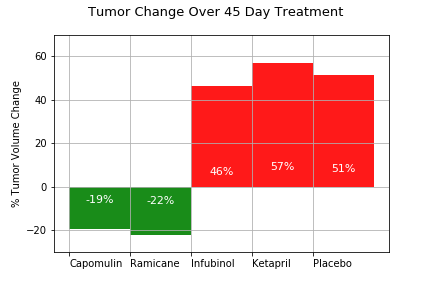 Tumor Change Over 45 Day Treatment
% Tumor Volume Change
60
40
20
0
−20
-19%
-22%
46%
57%
51%
Capomulin
Ramicane
Infubinol
Ketapril
Placebo